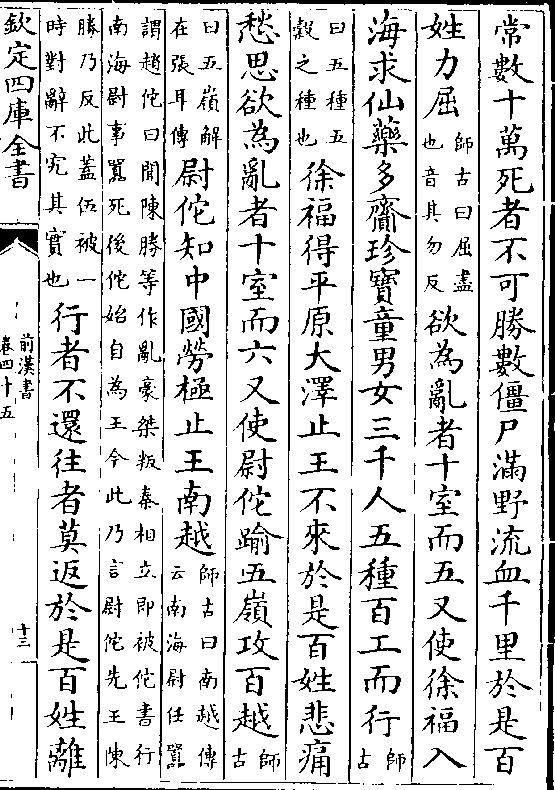 常數十萬死者不可勝數僵尸滿野流血千里於是百
姓力屈師古曰屈盡也音其勿反欲為亂者十室而五又使徐福入
海求仙藥多齎珍寶童男女三千人五種百工而行師古
曰五種五穀之種也徐福得平原大澤止王不來於是百姓悲痛
愁思欲為亂者十室而六又使尉佗踰五嶺攻百越師古
曰五嶺解在張耳傳尉佗知中國勞極止王南越師古曰南越傳云南海尉任囂
謂趙佗曰聞陳勝等作亂豪桀叛秦相立即被佗書行南海尉事囂死後佗始自為王今此乃言尉佗先王陳
勝乃反此蓋伍被一時對辭不究其實也行者不還往者莫返於是百姓離
欽定四庫全書
前漢書
卷四十五
十三